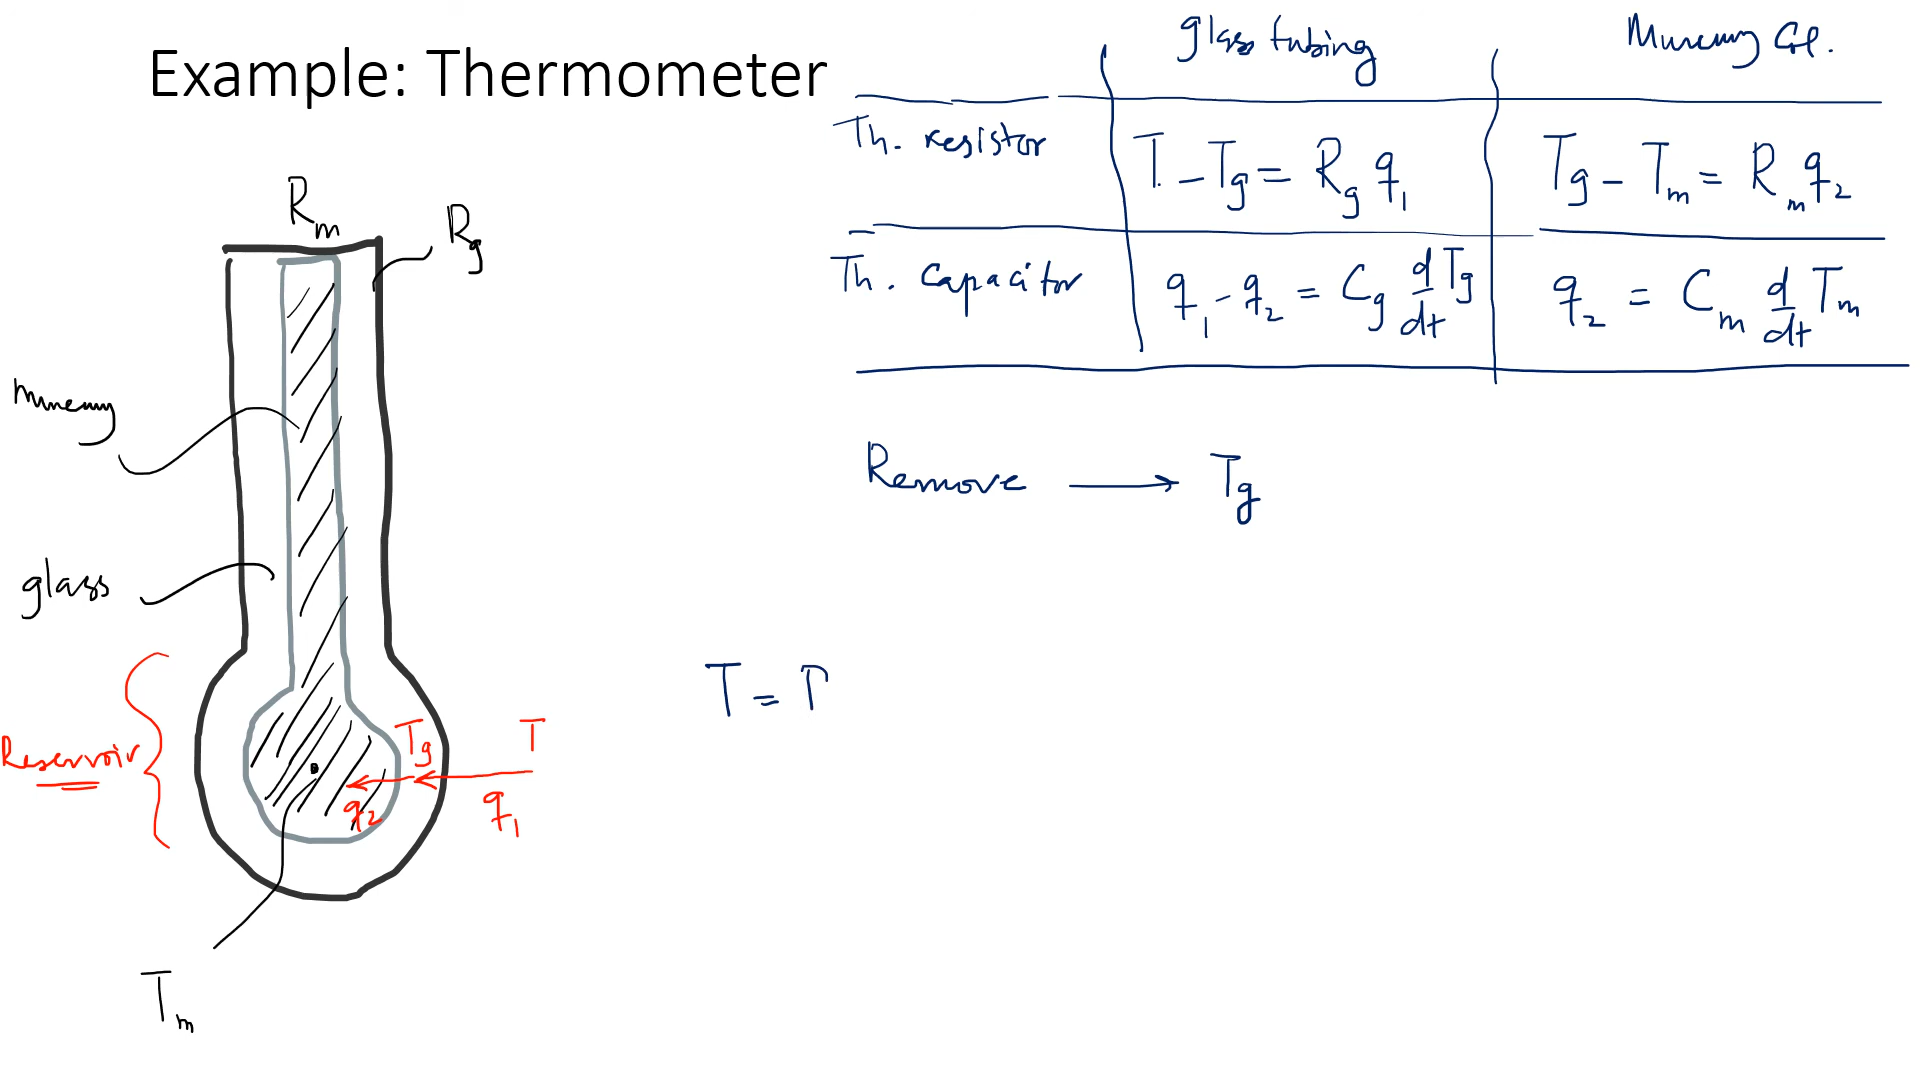 Example: Thermometer
glass tubing
Mercury Col.
Th. resistor
T - Tg = Rg q1
Tg - Tm = Rm q2
Th. Capacitor
q1 - q2 = Cg d/dt Tg
q2 = Cm d/dt Tm
Remove → Tg
Rm
Rg
Mercury
glass
Reservoir
Tg
T
q2
q1
Tm
T =